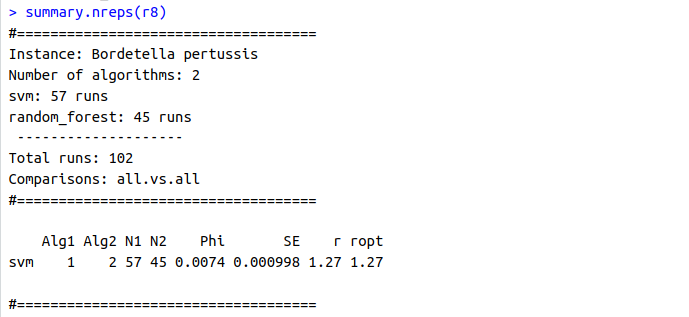 > summary.nreps(r8)
#====================================
Instance: Bordetella pertussis
Number of algorithms: 2
svm: 57 runs
random_forest: 45 runs
--------------------
Total runs: 102
Comparisons: all.vs.all
#====================================
Alg1 Alg2 N1 N2 Phi SE r ropt
svm 1 2 57 45 0.0074 0.000998 1.27 1.27
#====================================